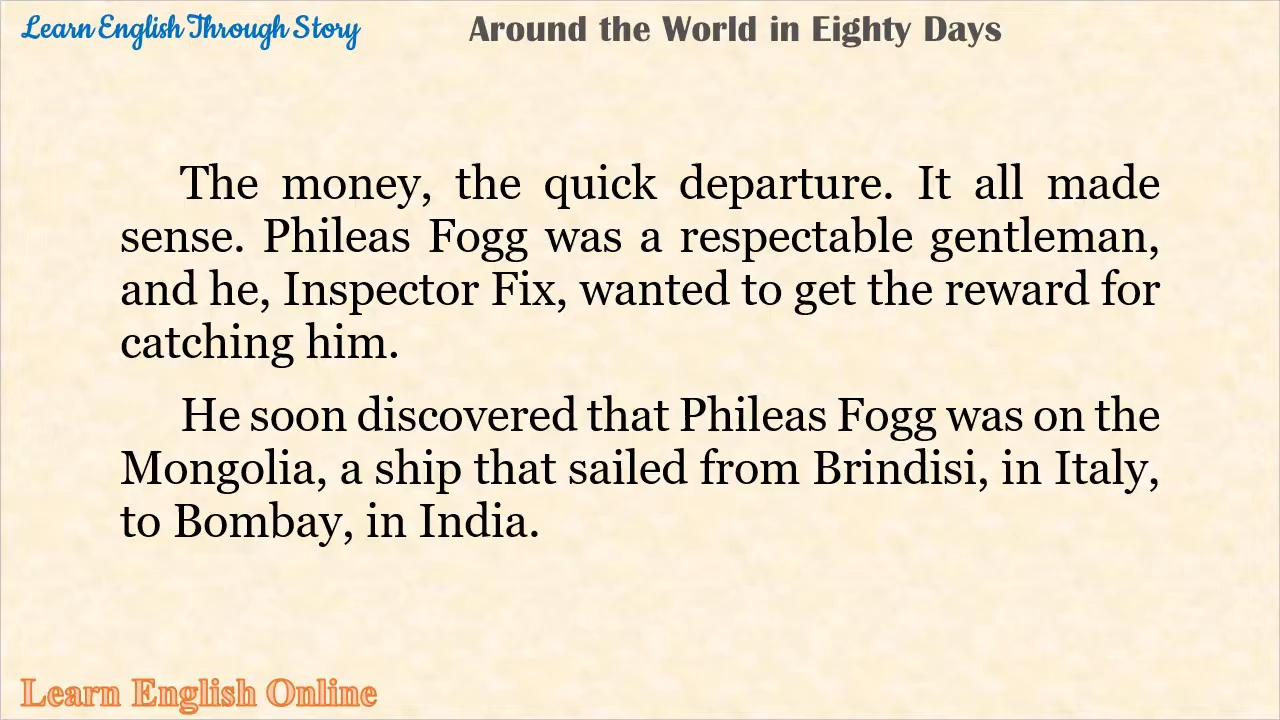 Learn English Through Story
Around the World in Eighty Days
The money, the quick departure. It all made
sense. Phileas Fogg was a respectable gentleman,
and he, Inspector Fix, wanted to get the reward for
catching him.
He soon discovered that Phileas Fogg was on the
Mongolia, a ship that sailed from Brindisi, in Italy,
to Bombay, in India.
Learn English Online